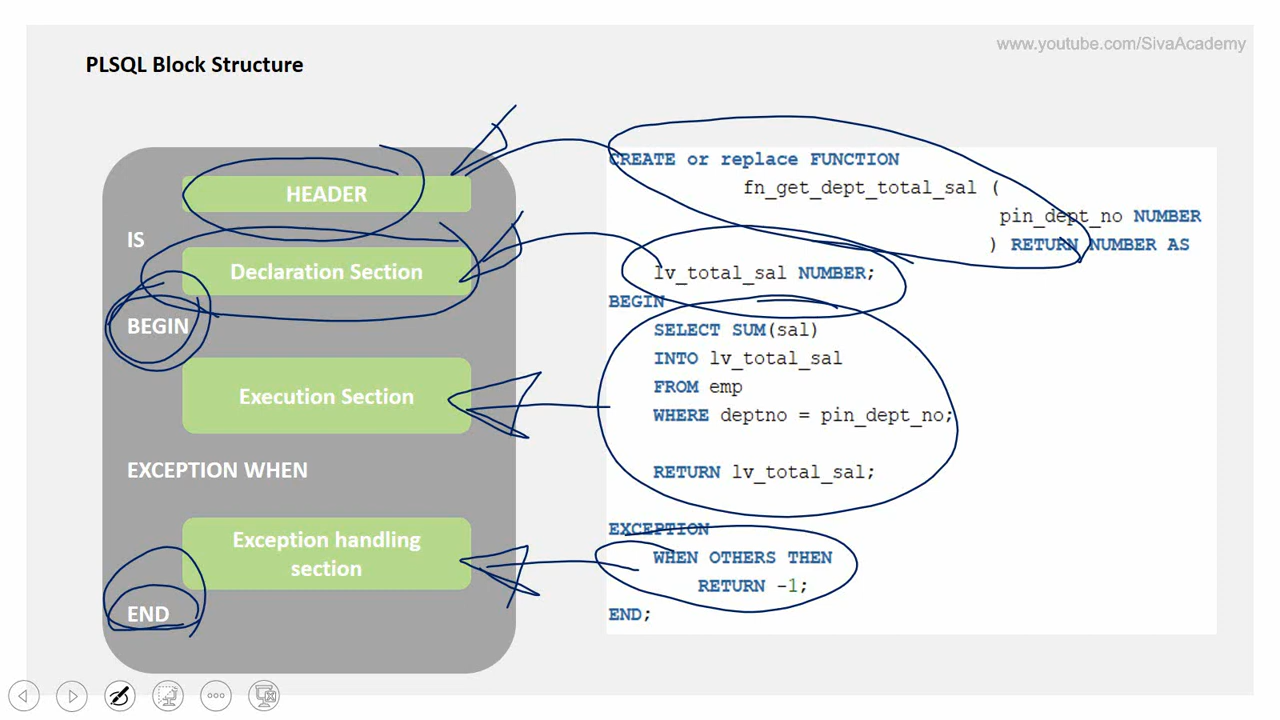 www.youtube.com/SivaAcademy
PLSQL Block Structure
HEADER
IS
Declaration Section
BEGIN
Execution Section
EXCEPTION WHEN
Exception handling
section
END
CREATE or replace FUNCTION
fn_get_dept_total_sal (
pin_dept_no NUMBER
) RETURN NUMBER AS
lv_total_sal NUMBER;
BEGIN
SELECT SUM(sal)
INTO lv_total_sal
FROM emp
WHERE deptno = pin_dept_no;
RETURN lv_total_sal;
EXCEPTION
WHEN OTHERS THEN
RETURN -1;
END;